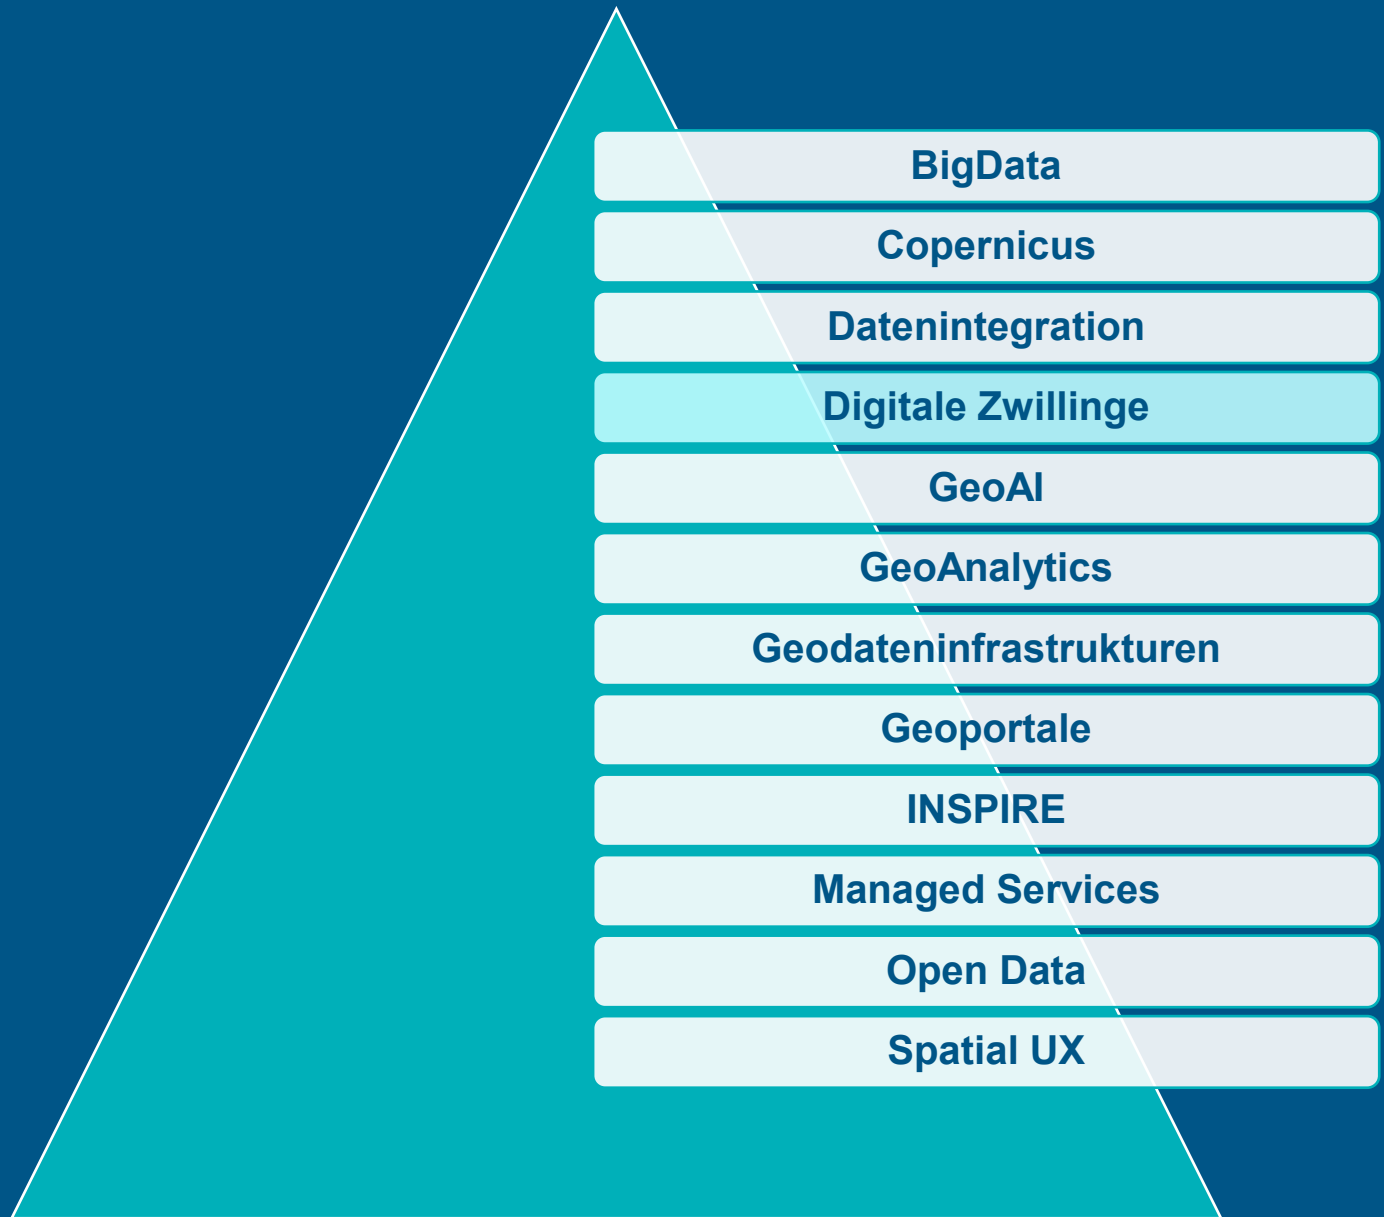 BigData
Copernicus
Datenintegration
Digitale Zwillinge
GeoAI
GeoAnalytics
Geodateninfrastrukturen
Geoportale
INSPIRE
Managed Services
Open Data
Spatial UX